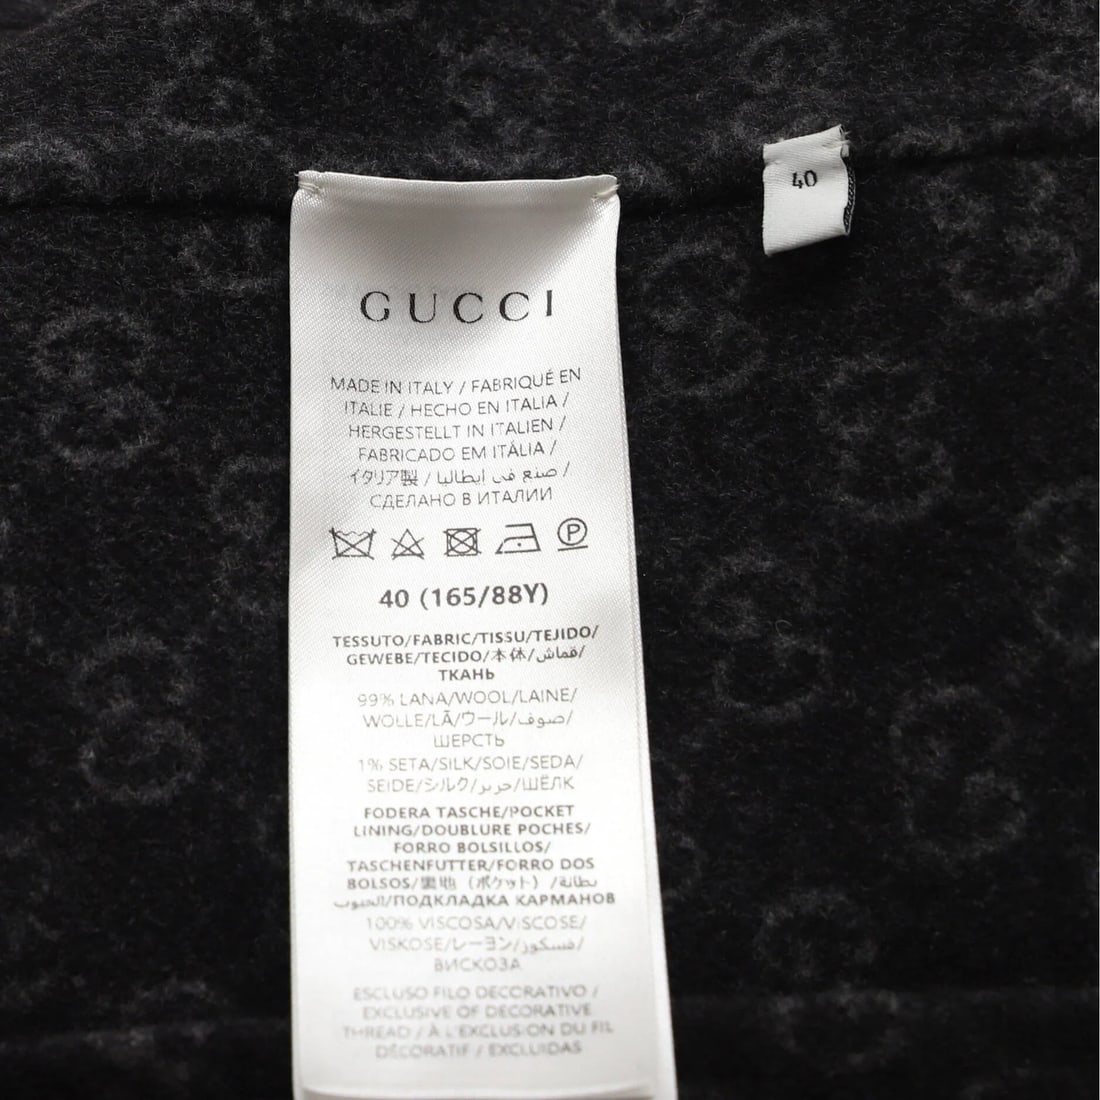 40
GUCCI
MADE IN ITALY / FABRIQUÉ EN
ITALIE / HECHO EN ITALIA /
HERGESTELLT IN ITALIEN /
FABRICADO EM ITÁLIA /
イタリア製 / صنع في ايطاليا /
СДЕЛАНО В ИТАЛИИ
P
40 (165/88Y)
TESSUTO/FABRIC/TISSU/TEJIDO/
GEWEBE/TECIDO/本体/قماش/
ТКАНЬ
99% LANA/WOOL/LAINE/
WOLLE/LÃ/ウール/صوف/
ШЕРСТЬ
1% SETA/SILK/SOIE/SEDA/
SEIDE/シルク/حرير/ШЁЛК
FODERA TASCHE/POCKET
LINING/DOUBLURE POCHES/
FORRO BOLSILLOS/
TASCHENFUTTER/FORRO DOS
BOLSOS/裏地 (ポケット) /بطانة
الجيوب/ПОДКЛАДКА КАРМАНОВ
100% VISCOSA/VISCOSE/
VISKOSE/レーヨン/فسكوز/
ВИСКОЗА
ESCLUSO FILO DECORATIVO /
EXCLUSIVE OF DECORATIVE
THREAD / À L'EXCLUSION DU FIL
DÉCORATIF / EXCLUIDAS